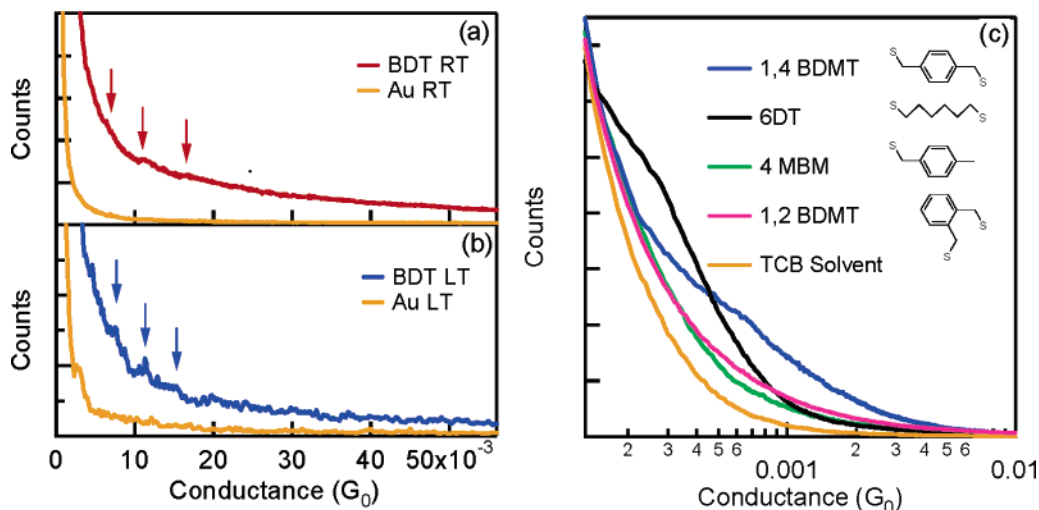 (a)
BDT RT
Au RT
Counts
(b)
BDT LT
Au LT
Counts
0 10 20 30 40 50x10-3
Conductance (G0)
(c)
1,4 BDMT
S
S
6DT
S
S
4 MBM
S
1,2 BDMT
S
S
TCB Solvent
Counts
2 3 4 5 6 2 3 4 5 6
0.001 0.01
Conductance (G0)